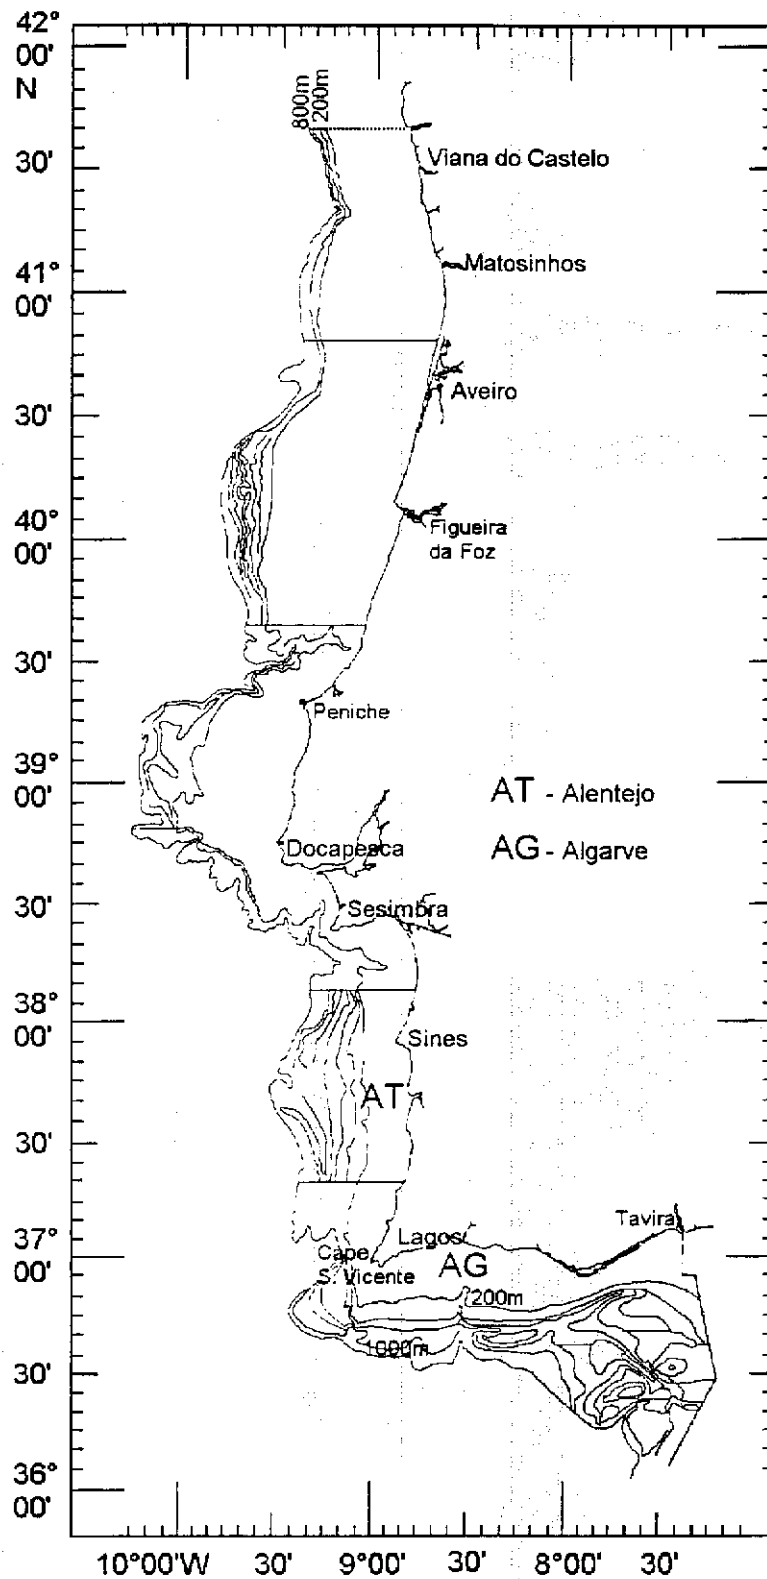 42°
00'
N
800m
200m
30'
Viana do Castelo
Matosinhos
41°
00'
Aveiro
30'
40°
00'
Figueira
da Foz
30'
Peniche
39°
00'
AT - Alentejo
Docapesca
AG - Algarve
30'
Sesimbra
38°
00'
Sines
AT
30'
Tavira
37°
00'
Lagos
Cape
S. Vicente
AG
200m
1000m
30'
36°
00'
10°00'W 30' 9°00' 30' 8°00' 30'